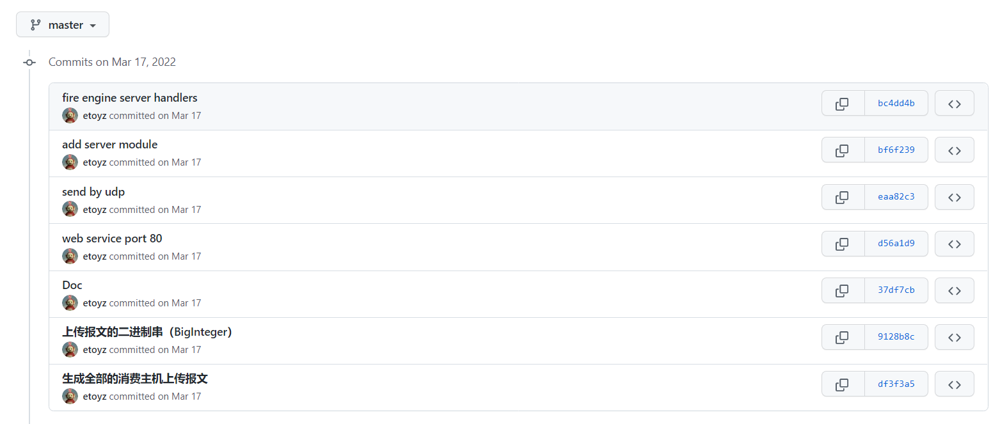 master
Commits on Mar 17, 2022
fire engine server handlers
etoyz committed on Mar 17
bc4dd4b
add server module
etoyz committed on Mar 17
bf6f239
send by udp
etoyz committed on Mar 17
eaa82c3
web service port 80
etoyz committed on Mar 17
d56a1d9
Doc
etoyz committed on Mar 17
37df7cb
上传报文的二进制串（BigInteger）
etoyz committed on Mar 17
9128b8c
生成全部的消费主机上传报文
etoyz committed on Mar 17
df3f3a5